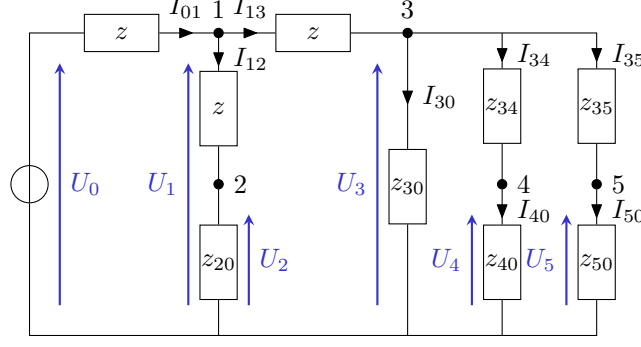 I01 1 I13 3
z z
I12 I34 I35
z I30 z34 z35
U0 U1 2 U3 z30 4 5
I40 I50
U2 z20 U4 z40 U5 z50